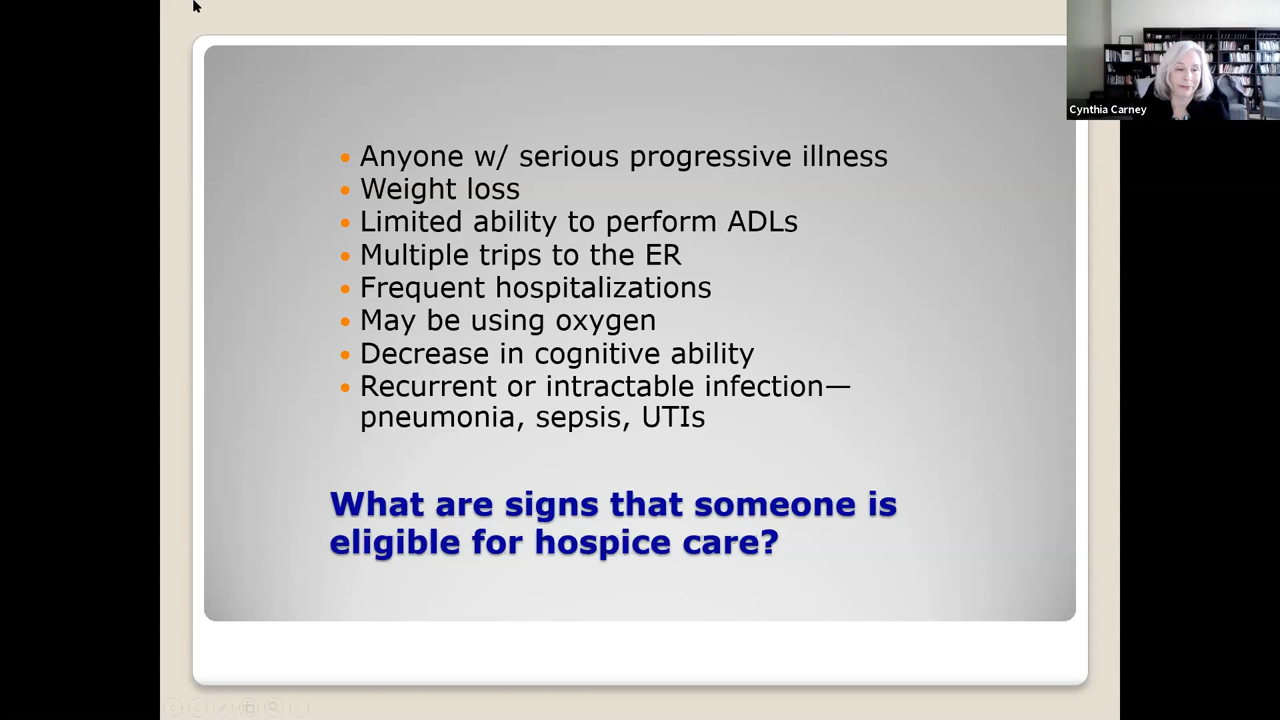 Cynthia Carney
• Anyone w/ serious progressive illness
• Weight loss
• Limited ability to perform ADLs
• Multiple trips to the ER
• Frequent hospitalizations
• May be using oxygen
• Decrease in cognitive ability
• Recurrent or intractable infection—
pneumonia, sepsis, UTIs
What are signs that someone is
eligible for hospice care?